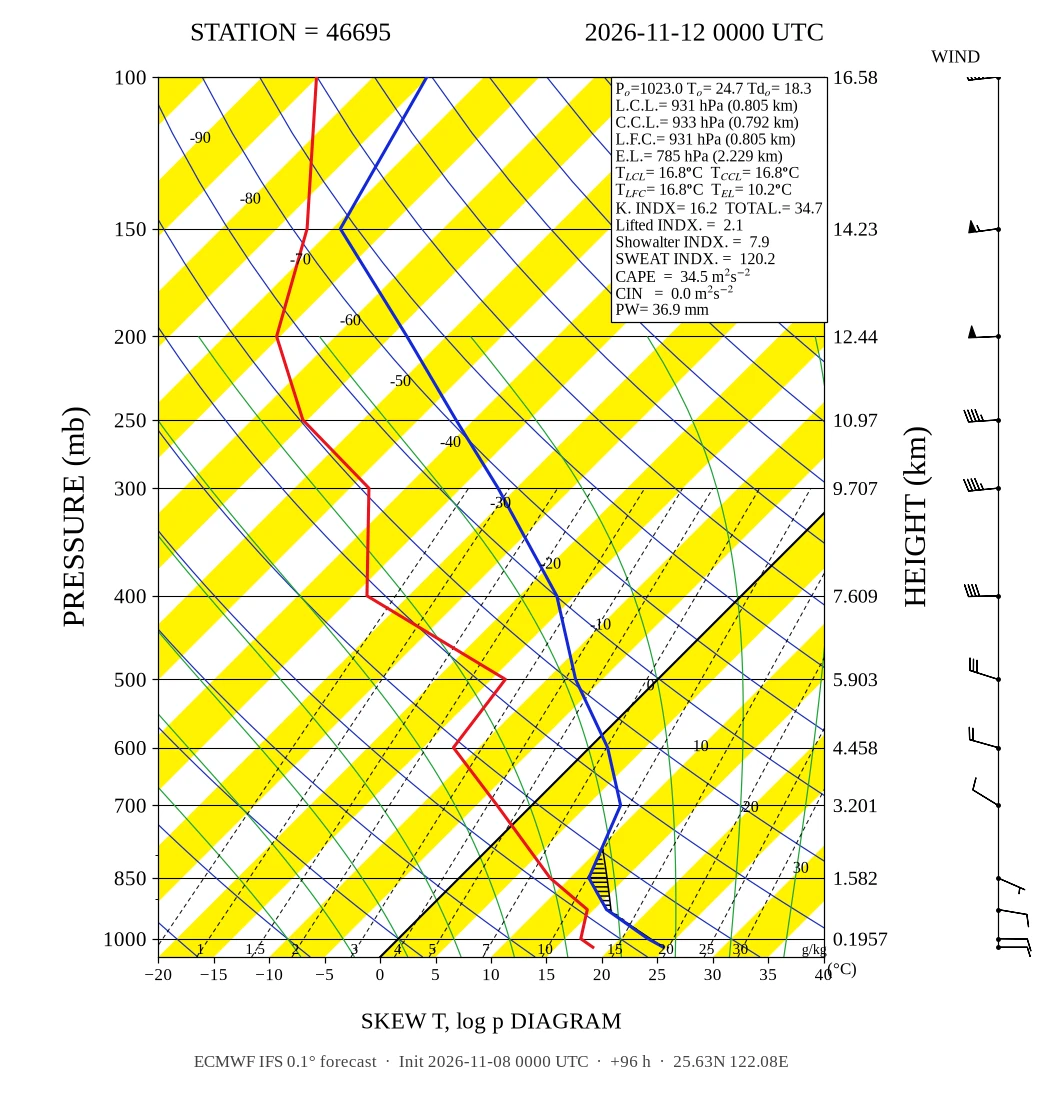 STATION = 46695 2026-11-12 0000 UTC
WIND
100 16.58
P₀=1023.0 T₀= 24.7 Td₀= 18.3
L.C.L.= 931 hPa (0.805 km)
C.C.L.= 933 hPa (0.792 km)
L.F.C.= 931 hPa (0.805 km)
E.L.= 785 hPa (2.229 km)
T_LCL= 16.8°C T_CCL= 16.8°C
T_LFC= 16.8°C T_EL= 10.2°C
K. INDX= 16.2 TOTAL.= 34.7
Lifted INDX. = 2.1
Showalter INDX. = 7.9
SWEAT INDX. = 120.2
CAPE = 34.5 m²s⁻²
CIN = 0.0 m²s⁻²
PW= 36.9 mm
-90
-80
150 14.23
-70
-60
200 12.44
-50
250 10.97
-40
300 9.707
-30
PRESSURE (mb)
HEIGHT (km)
-20
400 7.609
-10
500 5.903
0
600 4.458
10
700 3.201
20
30
850 1.582
1000 0.1957
1 1.5 2 3 4 5 7 10 15 20 25 30 g/kg
−20 −15 −10 −5 0 5 10 15 20 25 30 35 40 (°C)
SKEW T, log p DIAGRAM
ECMWF IFS 0.1° forecast · Init 2026-11-08 0000 UTC · +96 h · 25.63N 122.08E